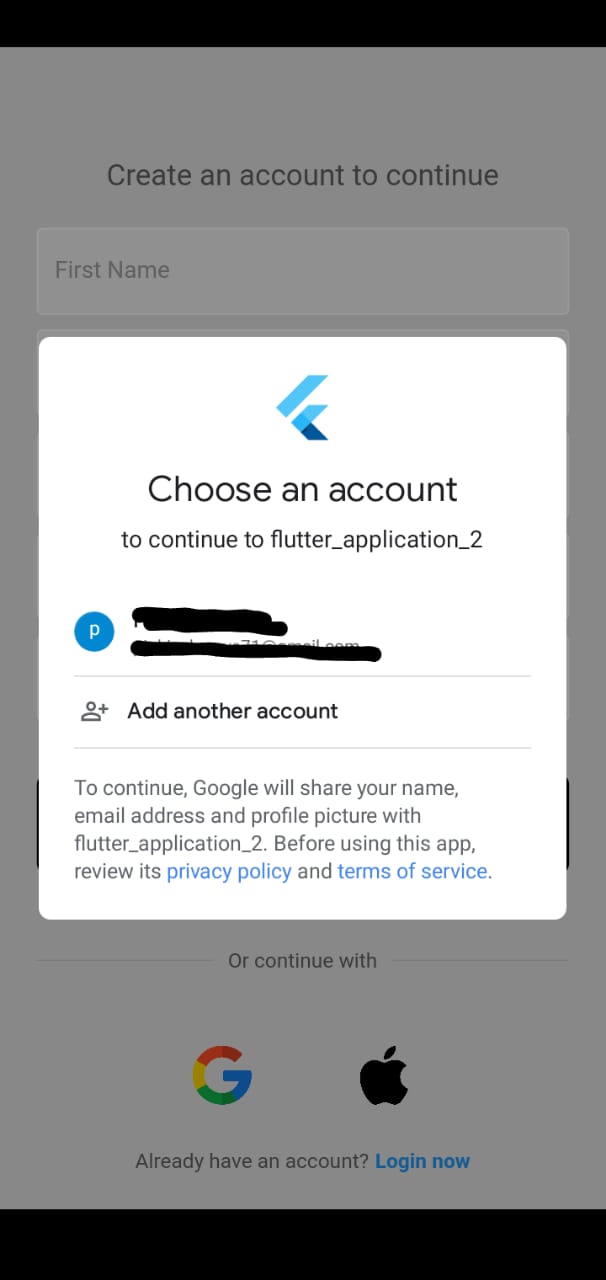 Create an account to continue
First Name
Choose an account
to continue to flutter_application_2
p
Add another account
To continue, Google will share your name,
email address and profile picture with
flutter_application_2. Before using this app,
review its privacy policy and terms of service.
Or continue with
Already have an account? Login now